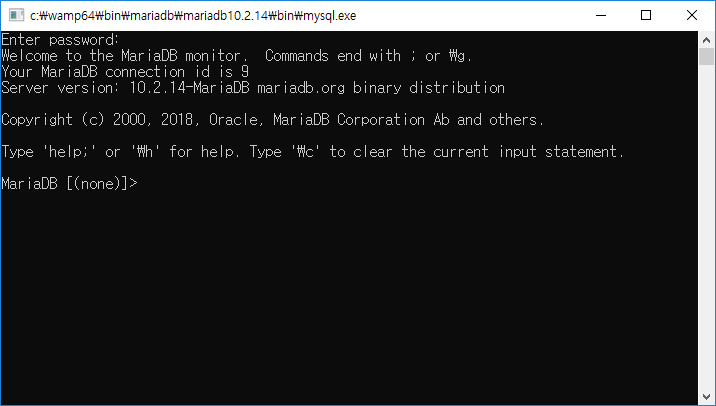 c:₩wamp64₩bin₩mariadb₩mariadb10.2.14₩bin₩mysql.exe
Enter password:
Welcome to the MariaDB monitor.  Commands end with ; or ₩g.
Your MariaDB connection id is 9
Server version: 10.2.14-MariaDB mariadb.org binary distribution
Copyright (c) 2000, 2018, Oracle, MariaDB Corporation Ab and others.
Type 'help;' or '₩h' for help. Type '₩c' to clear the current input statement.
MariaDB [(none)]>